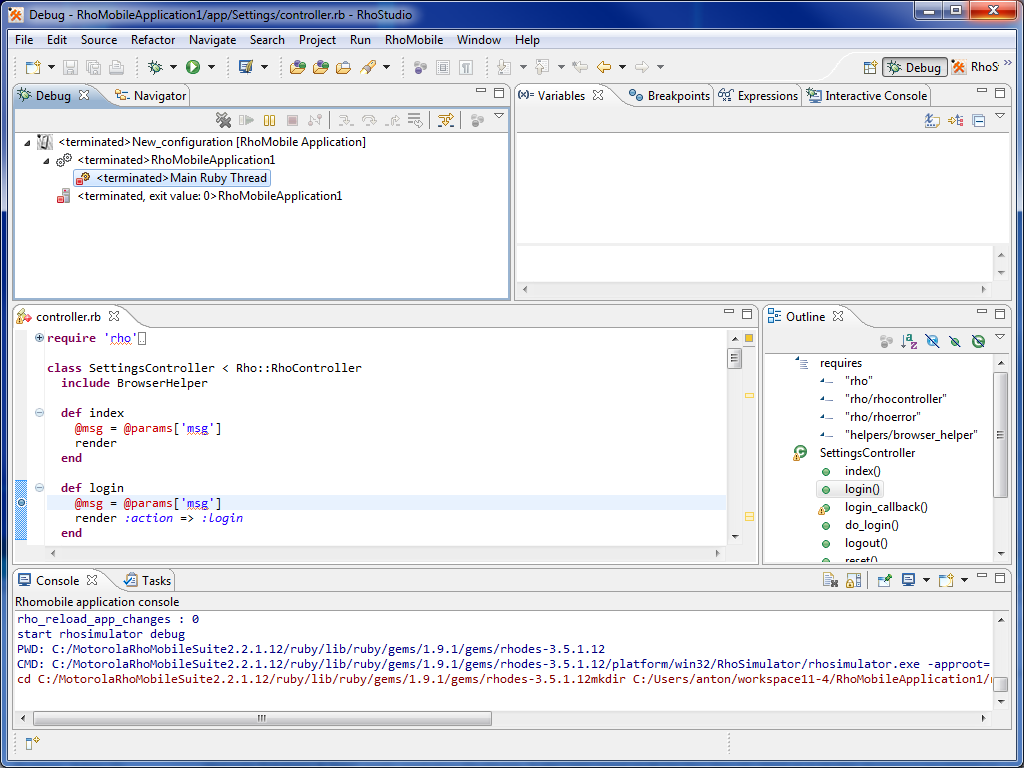 Debug - RhoMobileApplication1/app/Settings/controller.rb - RhoStudio
File Edit Source Refactor Navigate Search Project Run RhoMobile Window Help
Debug RhoS
Debug Navigator
<terminated>New_configuration [RhoMobile Application]
<terminated>RhoMobileApplication1
<terminated>Main Ruby Thread
<terminated, exit value: 0>RhoMobileApplication1
(x)= Variables Breakpoints Expressions Interactive Console
controller.rb
require 'rho'
class SettingsController < Rho::RhoController
include BrowserHelper
def index
@msg = @params['msg']
render
end
def login
@msg = @params['msg']
render :action => :login
end
Outline
requires
"rho"
"rho/rhocontroller"
"rho/rhoerror"
"helpers/browser_helper"
SettingsController
index()
login()
login_callback()
do_login()
logout()
reset()
Console Tasks
Rhomobile application console
rho_reload_app_changes : 0
start rhosimulator debug
PWD: C:/MotorolaRhoMobileSuite2.2.1.12/ruby/lib/ruby/gems/1.9.1/gems/rhodes-3.5.1.12
CMD: C:/MotorolaRhoMobileSuite2.2.1.12/ruby/lib/ruby/gems/1.9.1/gems/rhodes-3.5.1.12/platform/win32/RhoSimulator/rhosimulator.exe -approot=
cd C:/MotorolaRhoMobileSuite2.2.1.12/ruby/lib/ruby/gems/1.9.1/gems/rhodes-3.5.1.12mkdir C:/Users/anton/workspace11-4/RhoMobileApplication1/